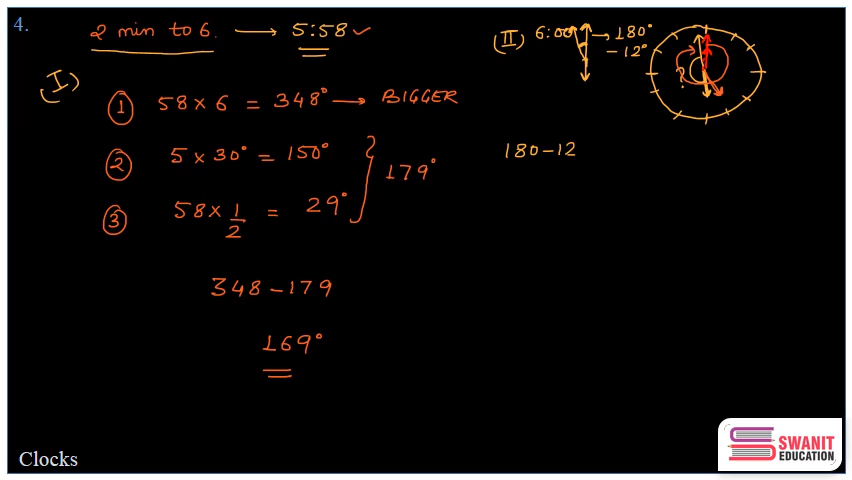 4.
2 min to 6. → 5:58 ✓
(I)
① 58 × 6 = 348° → BIGGER
② 5 × 30° = 150°
③ 58 × 1/2 = 29°
} 179°
348 - 179
169°
(II) 6:00 → 180°
- 12°
?
180 - 12
Clocks
SWANIT
EDUCATION